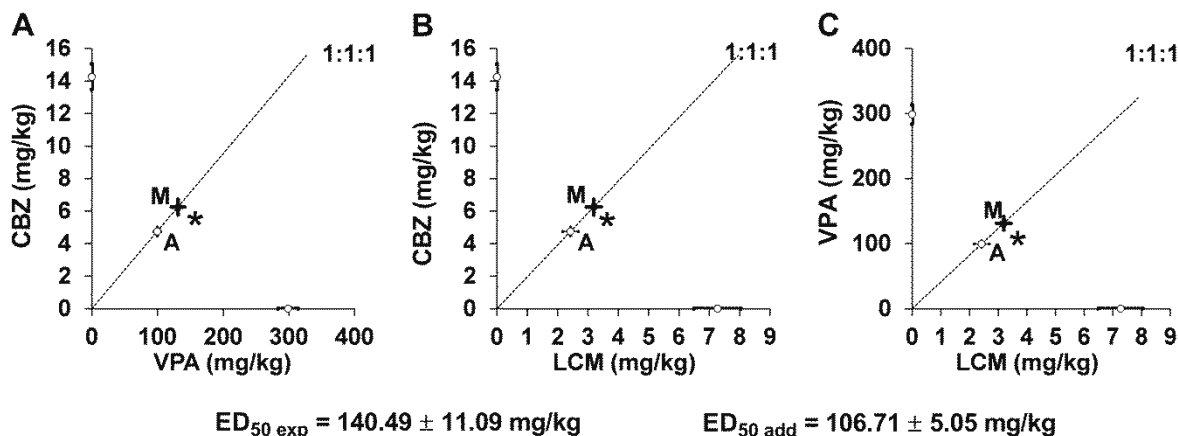 A
16
14
12
10
8
6
4
2
0
CBZ (mg/kg)
1:1:1
M
*
A
0 100 200 300 400
VPA (mg/kg)
B
16
14
12
10
8
6
4
2
0
CBZ (mg/kg)
1:1:1
M
*
A
0 1 2 3 4 5 6 7 8 9
LCM (mg/kg)
C
400
300
200
100
0
VPA (mg/kg)
1:1:1
M
*
A
0 1 2 3 4 5 6 7 8 9
LCM (mg/kg)
ED50 exp = 140.49 ± 11.09 mg/kg ED50 add = 106.71 ± 5.05 mg/kg